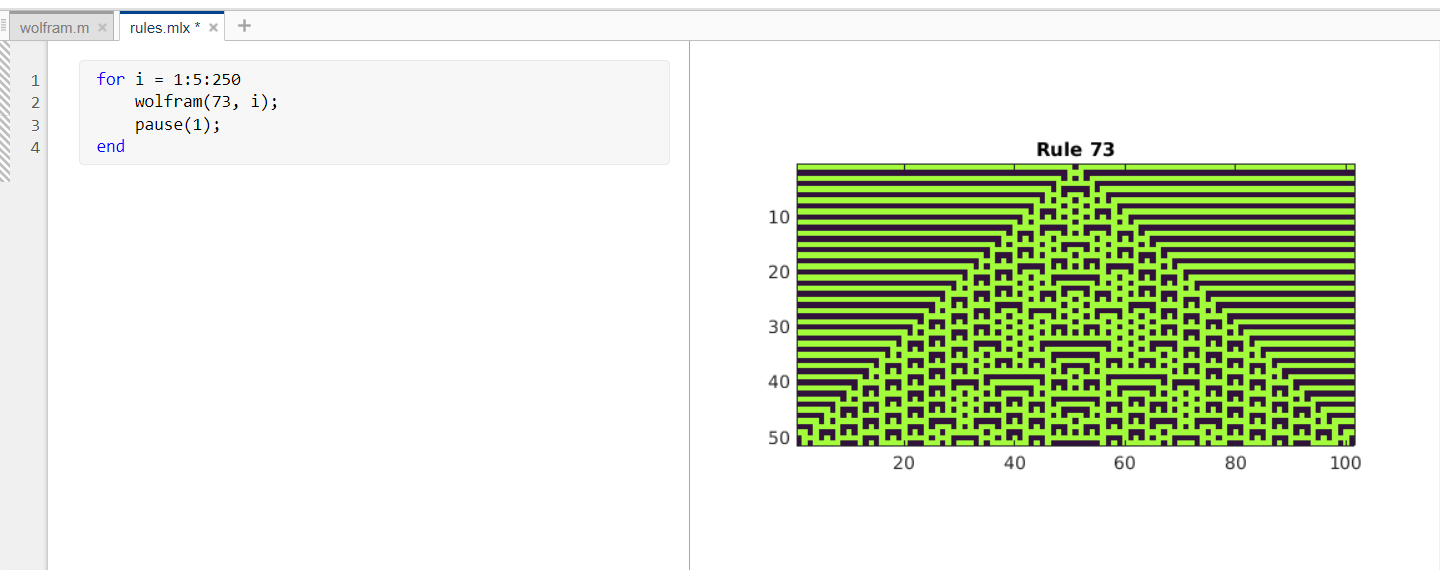 wolfram.m
rules.mlx *
1 for i = 1:5:250
2 wolfram(73, i);
3 pause(1);
4 end
Rule 73
10
20
30
40
50
20 40 60 80 100